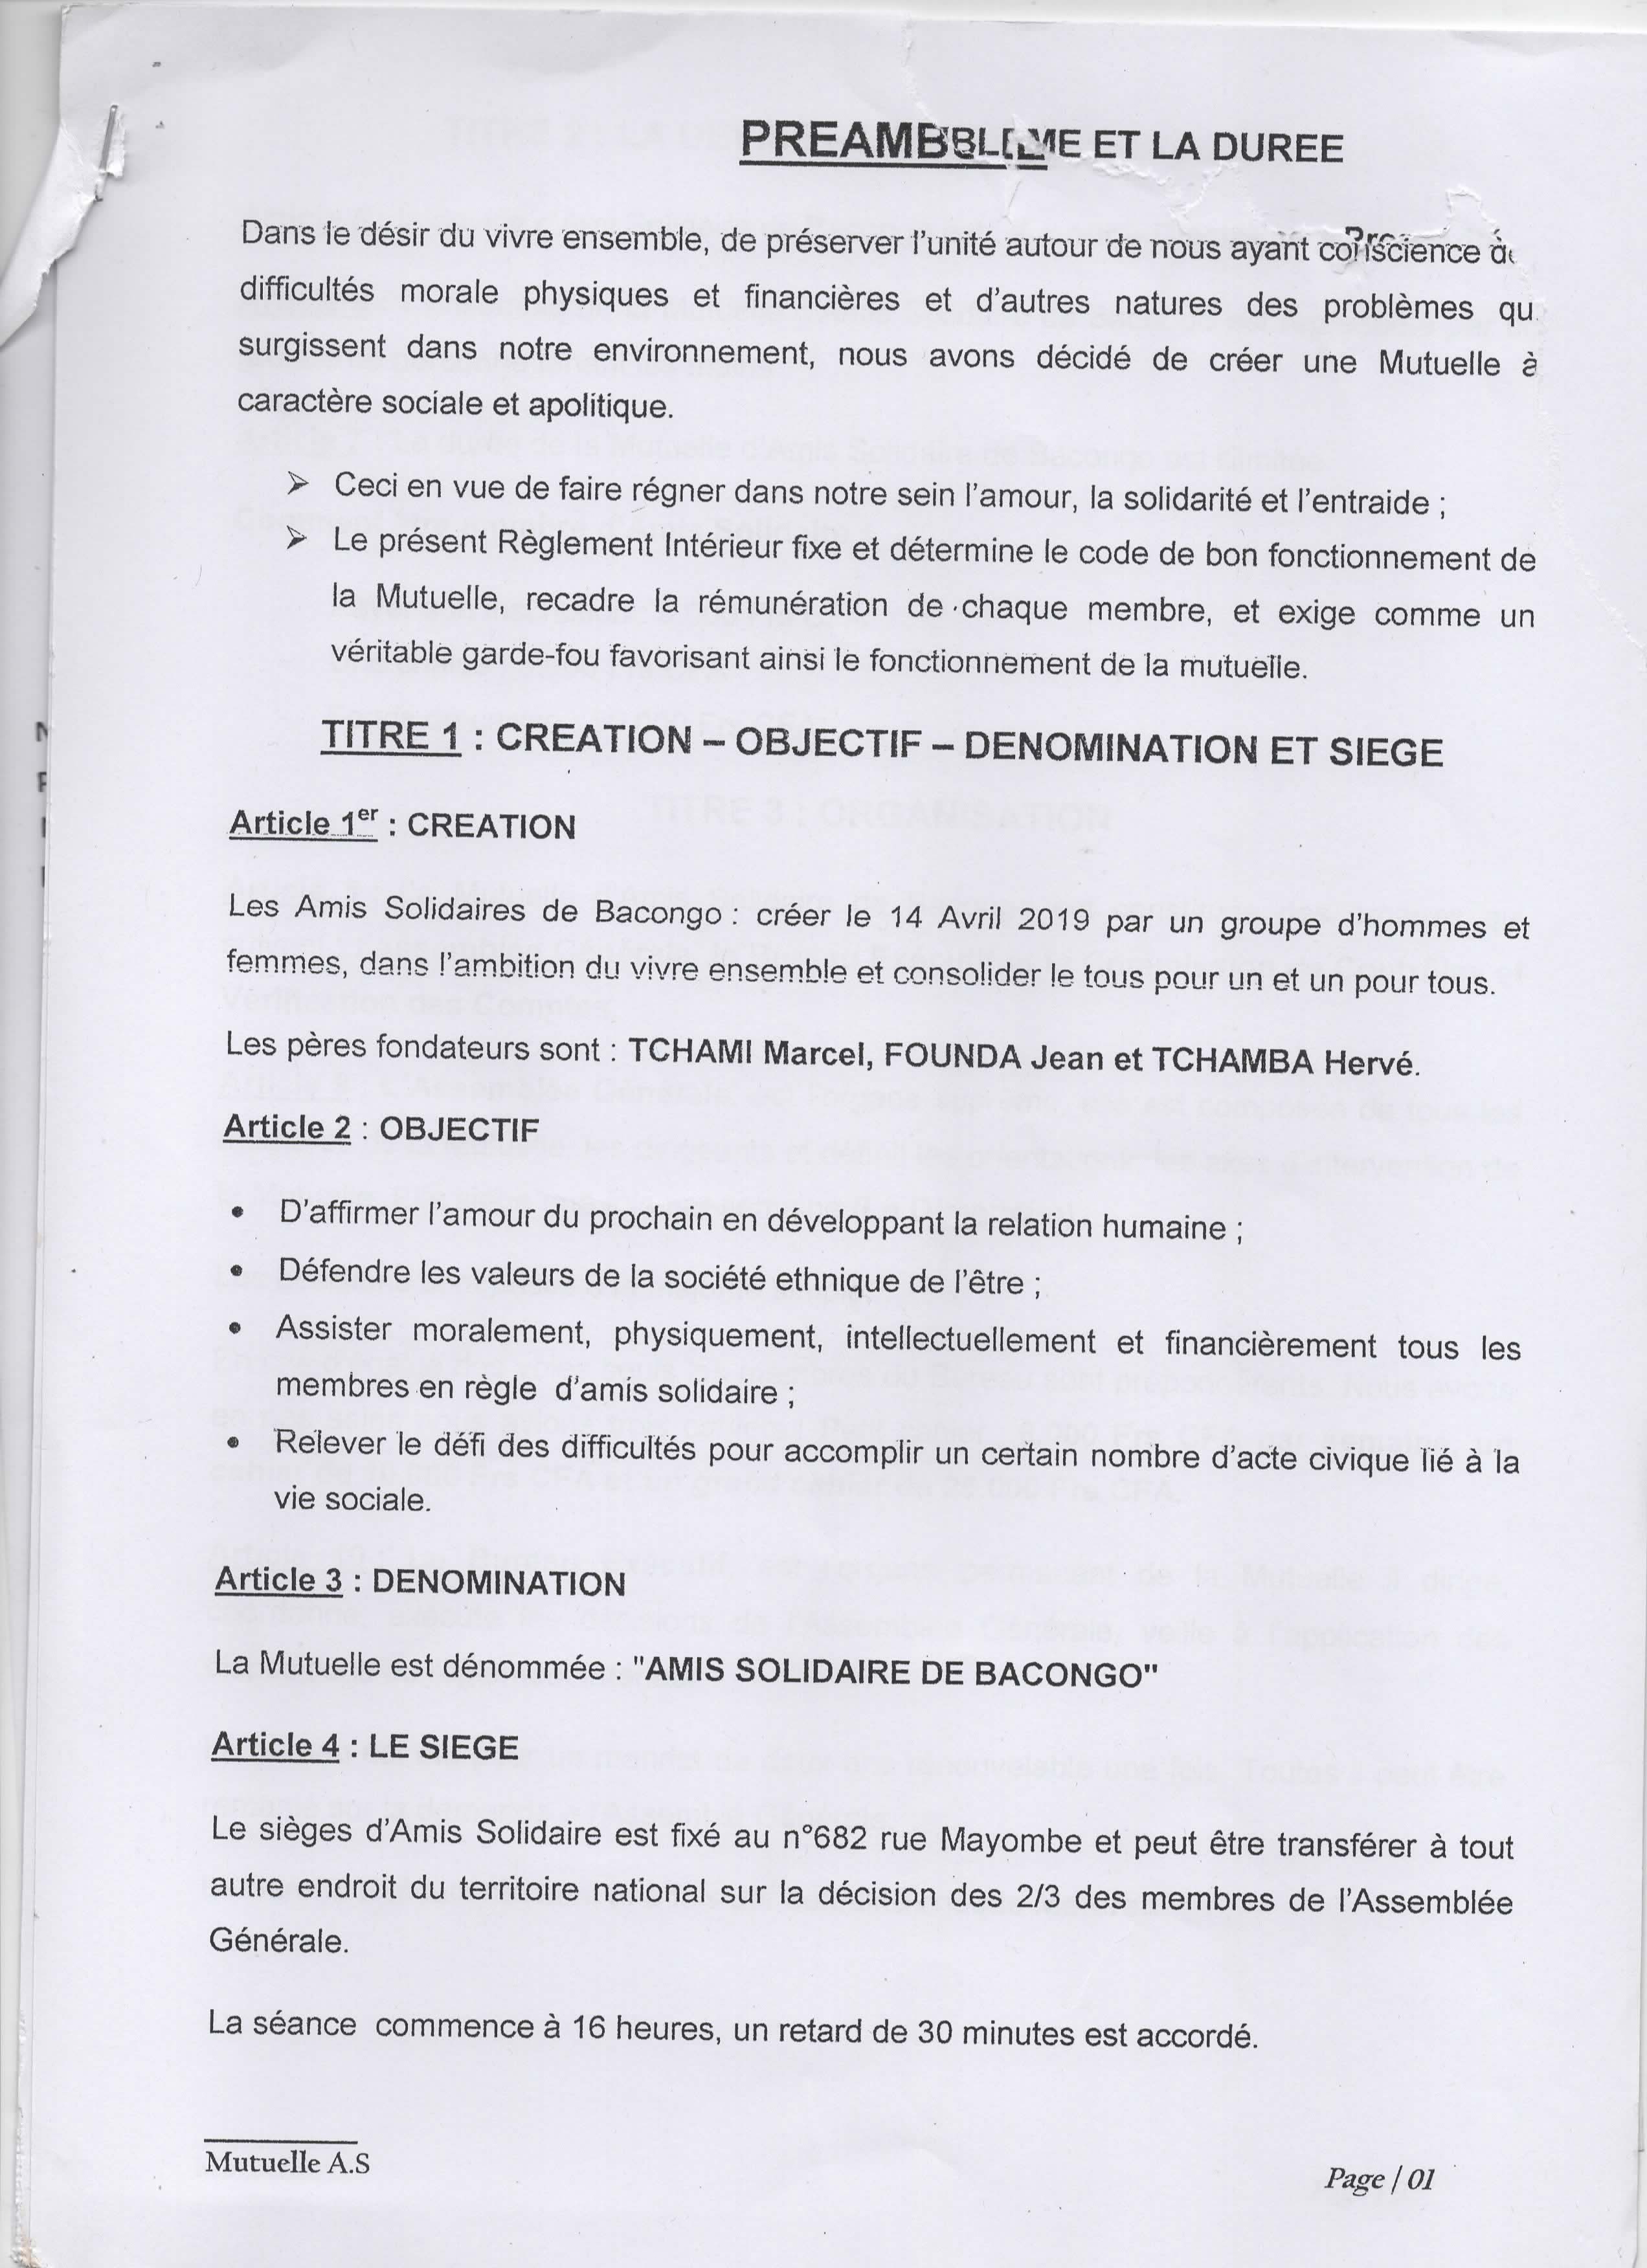 PREAMB
ME ET LA DUREE
Dans le désir du vivre ensemble, de préserver l'unité autour de nous ayant conscience
difficultés morale physiques et financières et d'autres natures des problèmes qu
surgissent dans notre environnement, nous avons décidé de créer une Mutuelle à
caractère sociale et apolitique.
➢ Ceci en vue de faire régner dans notre sein l'amour, la solidarité et l'entraide ;
➢ Le présent Règlement Intérieur fixe et détermine le code de bon fonctionnement de
la Mutuelle, recadre la rémunération de chaque membre, et exige comme un
véritable garde-fou favorisant ainsi le fonctionnement de la mutuelle.
TITRE 1 : CREATION – OBJECTIF – DENOMINATION ET SIEGE
Article 1er : CREATION
Les Amis Solidaires de Bacongo : créer le 14 Avril 2019 par un groupe d'hommes et
femmes, dans l'ambition du vivre ensemble et consolider le tous pour un et un pour tous.
Les pères fondateurs sont : TCHAMI Marcel, FOUNDA Jean et TCHAMBA Hervé.
Article 2 : OBJECTIF
• D'affirmer l'amour du prochain en développant la relation humaine ;
• Défendre les valeurs de la société ethnique de l'être ;
• Assister moralement, physiquement, intellectuellement et financièrement tous les
membres en règle d'amis solidaire ;
• Relever le défi des difficultés pour accomplir un certain nombre d'acte civique lié à la
vie sociale.
Article 3 : DENOMINATION
La Mutuelle est dénommée : "AMIS SOLIDAIRE DE BACONGO"
Article 4 : LE SIEGE
Le sièges d'Amis Solidaire est fixé au n°682 rue Mayombe et peut être transférer à tout
autre endroit du territoire national sur la décision des 2/3 des membres de l'Assemblée
Générale.
La séance commence à 16 heures, un retard de 30 minutes est accordé.
Mutuelle A.S
Page / 01